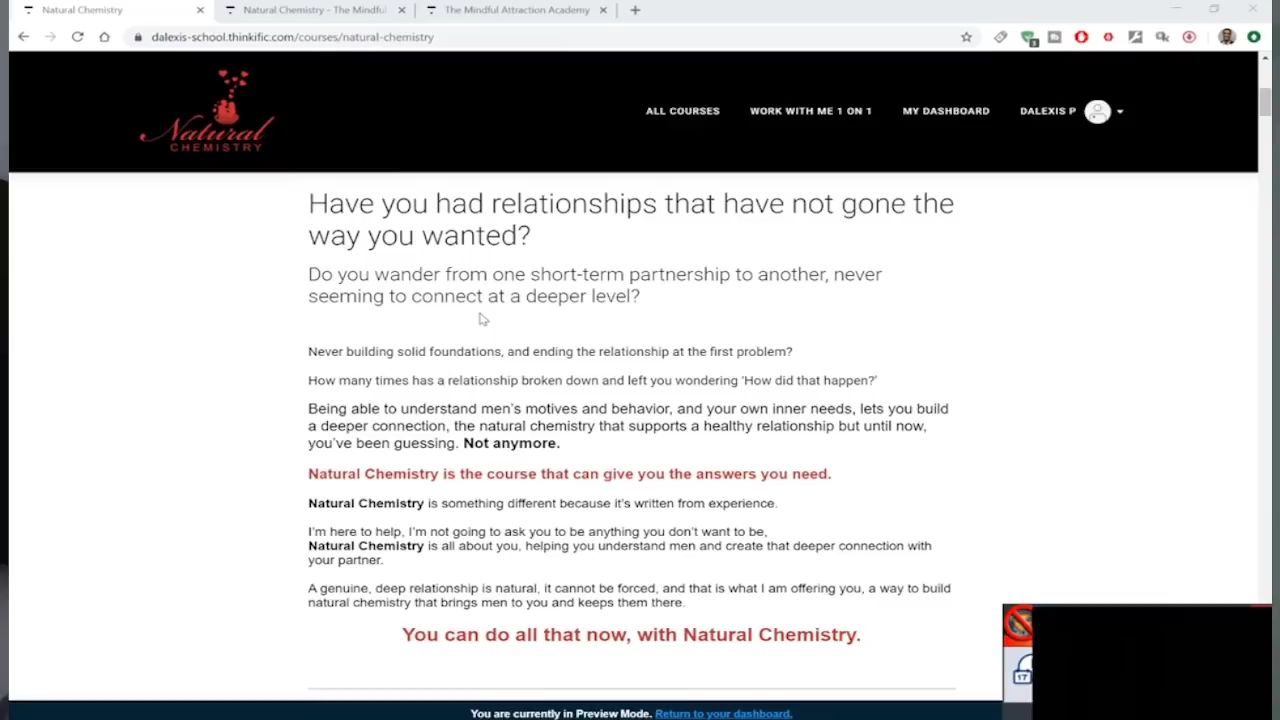 Natural Chemistry
Natural Chemistry - The Mindful
The Mindful Attraction Academy
dalexis-school.thinkific.com/courses/natural-chemistry
Natural
CHEMISTRY
ALL COURSES
WORK WITH ME 1 ON 1
MY DASHBOARD
DALEXIS P
Have you had relationships that have not gone the
way you wanted?
Do you wander from one short-term partnership to another, never
seeming to connect at a deeper level?
Never building solid foundations, and ending the relationship at the first problem?
How many times has a relationship broken down and left you wondering 'How did that happen?'
Being able to understand men's motives and behavior, and your own inner needs, lets you build
a deeper connection, the natural chemistry that supports a healthy relationship but until now,
you've been guessing. Not anymore.
Natural Chemistry is the course that can give you the answers you need.
Natural Chemistry is something different because it's written from experience.
I'm here to help, I'm not going to ask you to be anything you don't want to be,
Natural Chemistry is all about you, helping you understand men and create that deeper connection with
your partner.
A genuine, deep relationship is natural, it cannot be forced, and that is what I am offering you, a way to build
natural chemistry that brings men to you and keeps them there.
You can do all that now, with Natural Chemistry.
17
You are currently in Preview Mode. Return to your dashboard.